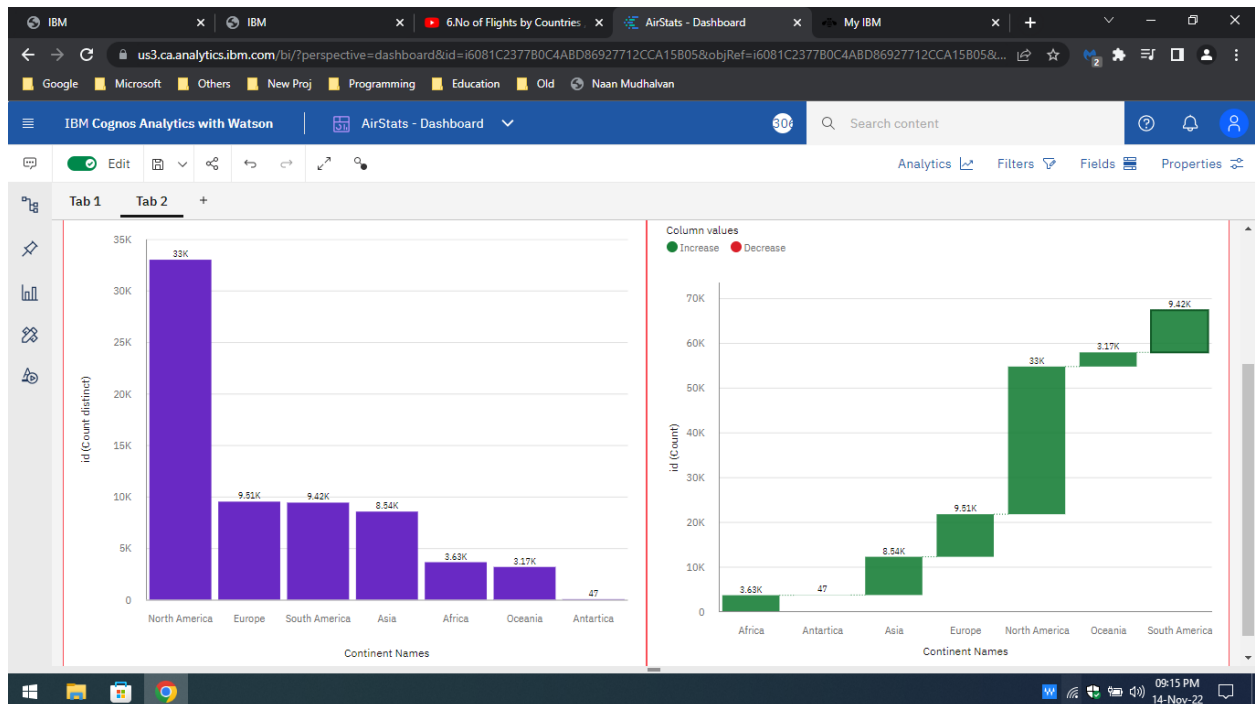 IBM
IBM
6.No of Flights by Countries
AirStats - Dashboard
My IBM
us3.ca.analytics.ibm.com/bi/?perspective=dashboard&id=i6081C2377B0C4ABD86927712CCA15B05&objRef=i6081C2377B0C4ABD86927712CCA15B05&...
2
Google Microsoft Others New Proj Programming Education Old Naan Mudhalvan
IBM Cognos Analytics with Watson
AirStats - Dashboard
306
Search content
Edit
Analytics Filters Fields Properties
Tab 1 Tab 2 +
id (Count distinct)
35K
30K
25K
20K
15K
10K
5K
0
33K
9.51K
9.42K
8.54K
3.63K
3.17K
47
North America Europe South America Asia Africa Oceania Antartica
Continent Names
Column values
Increase Decrease
id (Count)
70K
60K
50K
40K
30K
20K
10K
0
3.63K
47
8.54K
9.51K
33K
3.17K
9.42K
Africa Antartica Asia Europe North America Oceania South America
Continent Names
W
09:15 PM
14-Nov-22